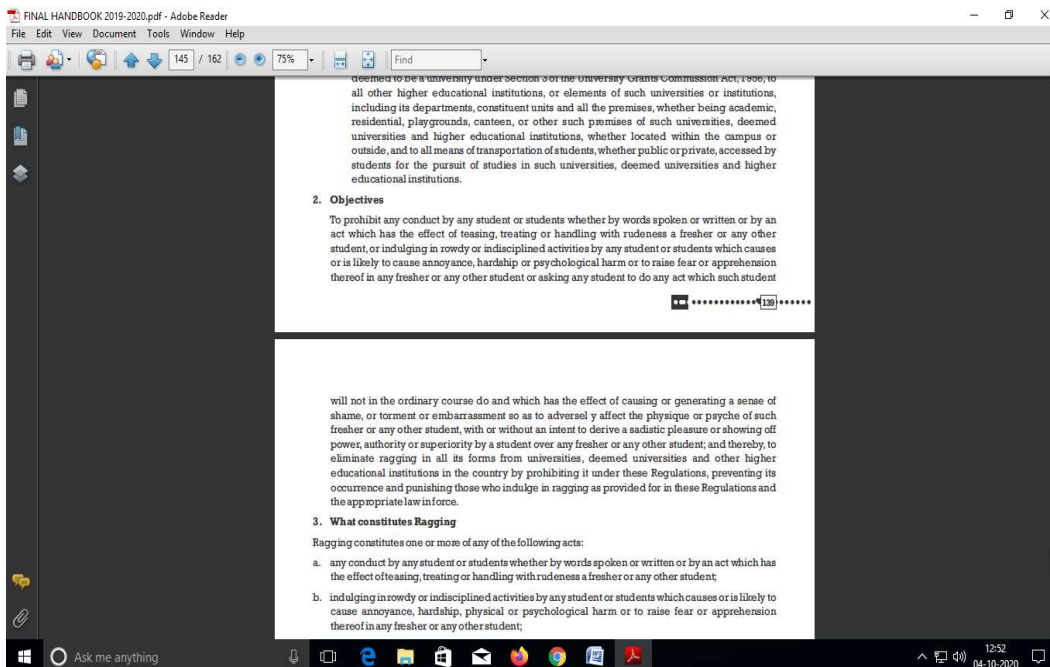 FINAL HANDBOOK 2019-2020.pdf - Adobe Reader
File Edit View Document Tools Window Help
145 / 162 75% Find
deemed to be a university under Section 3 of the University Grants Commission Act, 1956, to
all other higher educational institutions, or elements of such universities or institutions,
including its departments, constituent units and all the premises, whether being academic,
residential, playgrounds, canteen, or other such premises of such universities, deemed
universities and higher educational institutions, whether located within the campus or
outside, and to all means of transportation of students, whether public or private, accessed by
students for the pursuit of studies in such universities, deemed universities and higher
educational institutions.
2. Objectives
To prohibit any conduct by any student or students whether by words spoken or written or by an
act which has the effect of teasing, treating or handling with rudeness a fresher or any other
student, or indulging in rowdy or indisciplined activities by any student or students which causes
or is likely to cause annoyance, hardship or psychological harm or to raise fear or apprehension
thereof in any fresher or any other student or asking any student to do any act which such student
139
will not in the ordinary course do and which has the effect of causing or generating a sense of
shame, or torment or embarrassment so as to adversel y affect the physique or psyche of such
fresher or any other student, with or without an intent to derive a sadistic pleasure or showing off
power, authority or superiority by a student over any fresher or any other student; and thereby, to
eliminate ragging in all its forms from universities, deemed universities and other higher
educational institutions in the country by prohibiting it under these Regulations, preventing its
occurrence and punishing those who indulge in ragging as provided for in these Regulations and
the appropriate law in force.
3. What constitutes Ragging
Ragging constitutes one or more of any of the following acts:
a. any conduct by any student or students whether by words spoken or written or by an act which has
the effect of teasing, treating or handling with rudeness a fresher or any other student;
b. indulging in rowdy or indisciplined activities by any student or students which causes or is likely to
cause annoyance, hardship, physical or psychological harm or to raise fear or apprehension
thereof in any fresher or any other student;
Ask me anything
12:52
04-10-2020